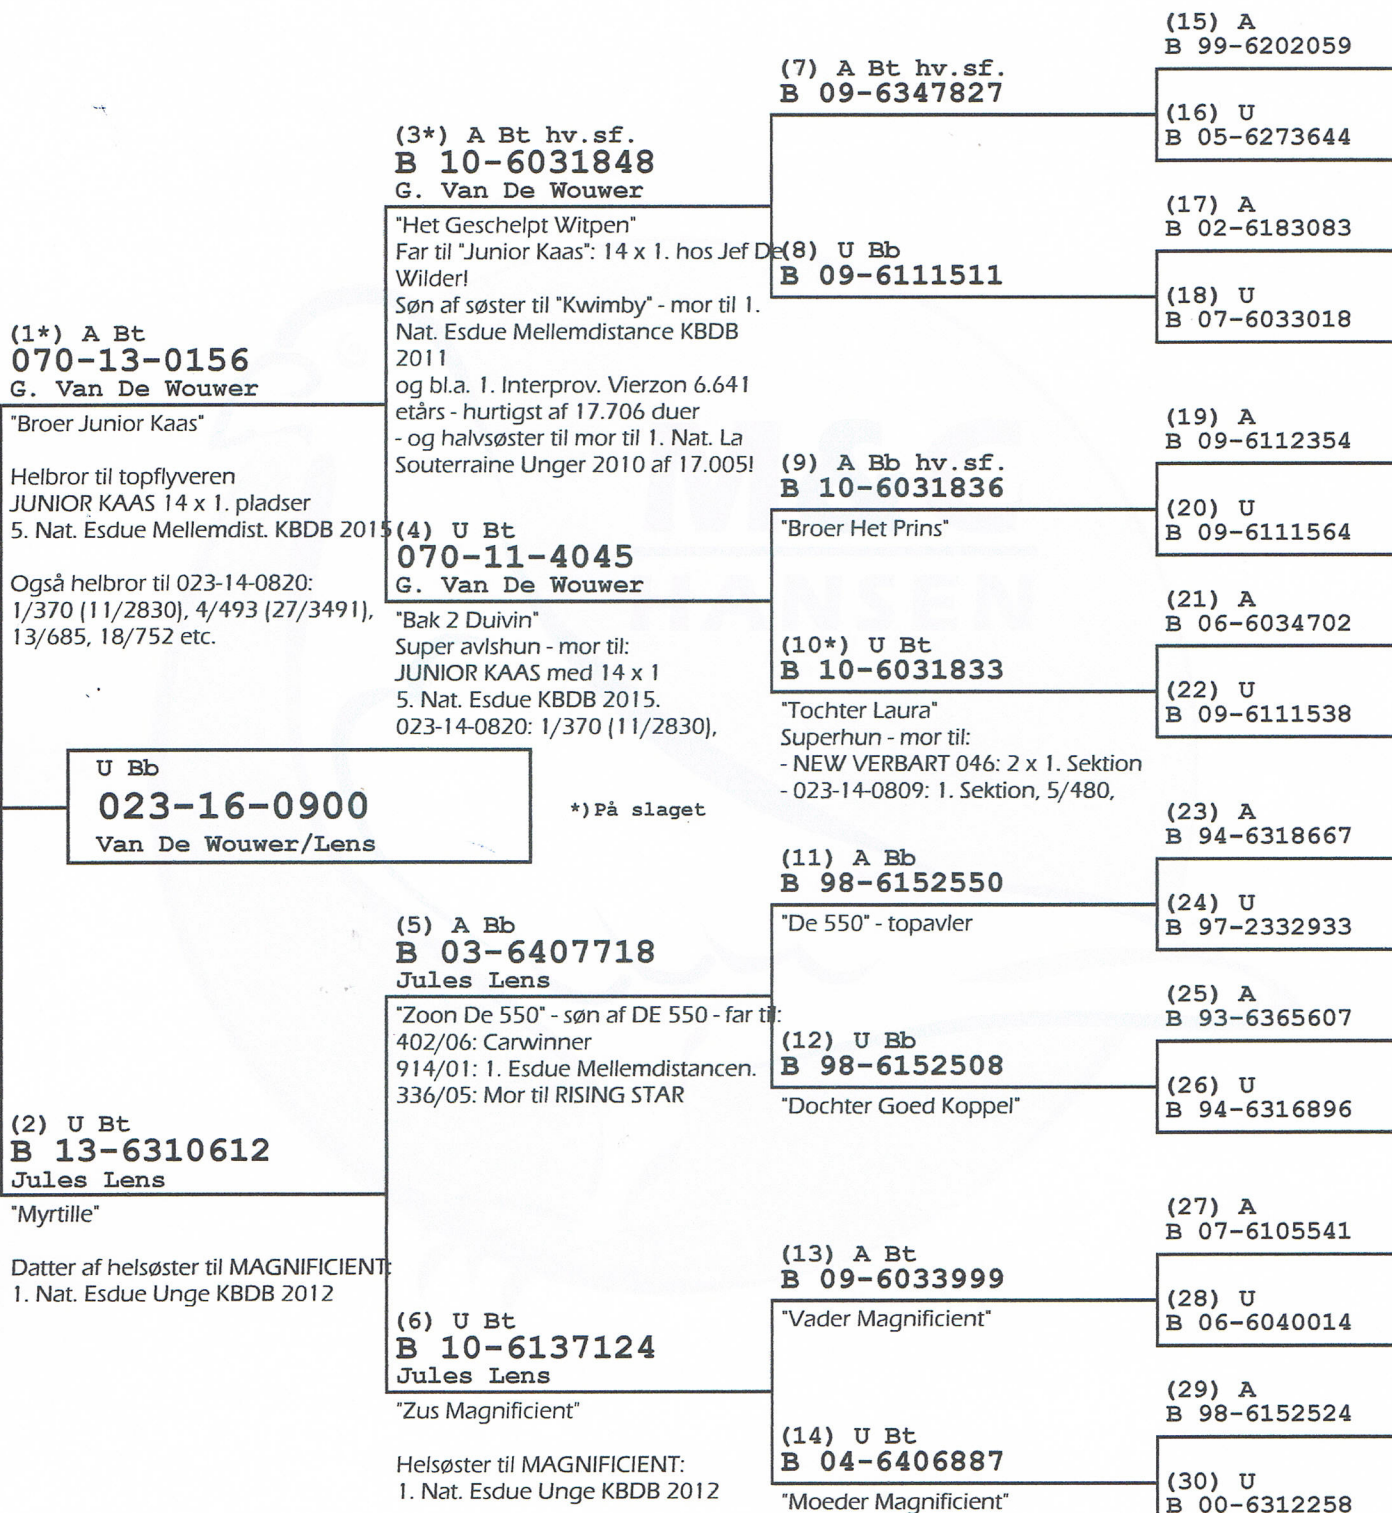 (1*) A Bt
070-13-0156
G. Van De Wouwer
"Broer Junior Kaas"
Helbror til topflyveren
JUNIOR KAAS 14 x 1. pladser
5. Nat. Esdue Mellemdist. KBDB 2015
Også helbror til 023-14-0820:
1/370 (11/2830), 4/493 (27/3491),
13/685, 18/752 etc.
U Bb
023-16-0900
Van De Wouwer/Lens
*)På slaget
(2) U Bt
B 13-6310612
Jules Lens
"Myrtille"
Datter af helsøster til MAGNIFICIENT:
1. Nat. Esdue Unge KBDB 2012
(3*) A Bt hv.sf.
B 10-6031848
G. Van De Wouwer
"Het Geschelpt Witpen"
Far til "Junior Kaas": 14 x 1. hos Jef De
Wilder!
Søn af søster til "Kwimby" - mor til 1.
Nat. Esdue Mellemdistance KBDB
2011
og bl.a. 1. Interprov. Vierzon 6.641
etårs - hurtigst af 17.706 duer
- og halvsøster til mor til 1. Nat. La
Souterraine Unger 2010 af 17.005!
(4) U Bt
070-11-4045
G. Van De Wouwer
"Bak 2 Duivin"
Super avlshun - mor til:
JUNIOR KAAS med 14 x 1
5. Nat. Esdue KBDB 2015.
023-14-0820: 1/370 (11/2830),
(5) A Bb
B 03-6407718
Jules Lens
"Zoon De 550" - søn af DE 550 - far til:
402/06: Carwinner
914/01: 1. Esdue Mellemdistancen.
336/05: Mor til RISING STAR
(6) U Bt
B 10-6137124
Jules Lens
"Zus Magnificient"
Helsøster til MAGNIFICIENT:
1. Nat. Esdue Unge KBDB 2012
(7) A Bt hv.sf.
B 09-6347827
(8) U Bb
B 09-6111511
(9) A Bb hv.sf.
B 10-6031836
"Broer Het Prins"
(10*) U Bt
B 10-6031833
"Tochter Laura"
Superhun - mor til:
- NEW VERBART 046: 2 x 1. Sektion
- 023-14-0809: 1. Sektion, 5/480,
(11) A Bb
B 98-6152550
"De 550" - topavler
(12) U Bb
B 98-6152508
"Dochter Goed Koppel"
(13) A Bt
B 09-6033999
"Vader Magnificient"
(14) U Bt
B 04-6406887
"Moeder Magnificient"
(15) A
B 99-6202059
(16) U
B 05-6273644
(17) A
B 02-6183083
(18) U
B 07-6033018
(19) A
B 09-6112354
(20) U
B 09-6111564
(21) A
B 06-6034702
(22) U
B 09-6111538
(23) A
B 94-6318667
(24) U
B 97-2332933
(25) A
B 93-6365607
(26) U
B 94-6316896
(27) A
B 07-6105541
(28) U
B 06-6040014
(29) A
B 98-6152524
(30) U
B 00-6312258
HANSEN